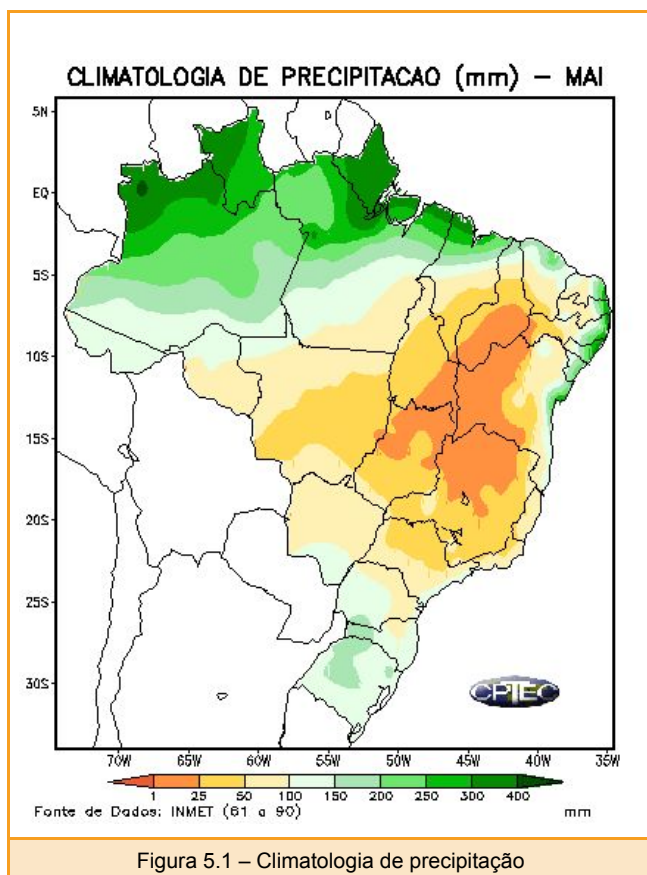 CLIMATOLOGIA DE PRECIPITACAO (mm) – MAI
5N
EQ
5S
10S
15S
20S
25S
30S
CPTEC
70W 65W 60W 55W 50W 45W 40W 35W
1 25 50 100 150 200 250 300 400
Fonte de Dados: INMET (61 a 90) mm
Figura 5.1 – Climatologia de precipitação